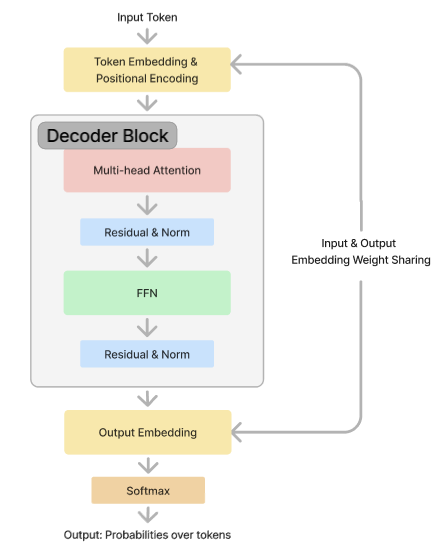 Input Token
Token Embedding &
Positional Encoding
Decoder Block
Multi-head Attention
Residual & Norm
FFN
Residual & Norm
Input & Output
Embedding Weight Sharing
Output Embedding
Softmax
Output: Probabilities over tokens